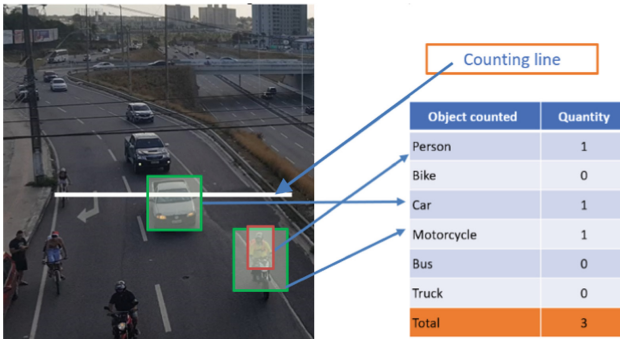 Counting line
Object counted Quantity
Person 1
Bike 0
Car 1
Motorcycle 1
Bus 0
Truck 0
Total 3